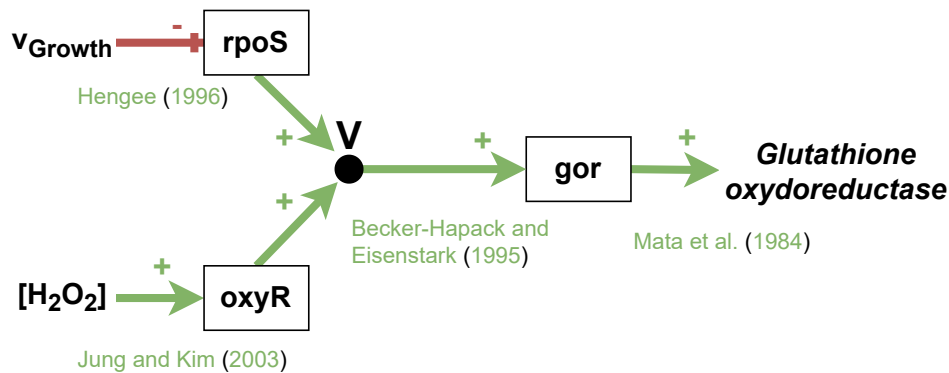 v_Growth
-
rpoS
Hengee (1996)
+
V
+
+
gor
+
Glutathione
oxydoreductase
Becker-Hapack and
Eisenstark (1995)
Mata et al. (1984)
+
[H₂O₂]
+
oxyR
Jung and Kim (2003)